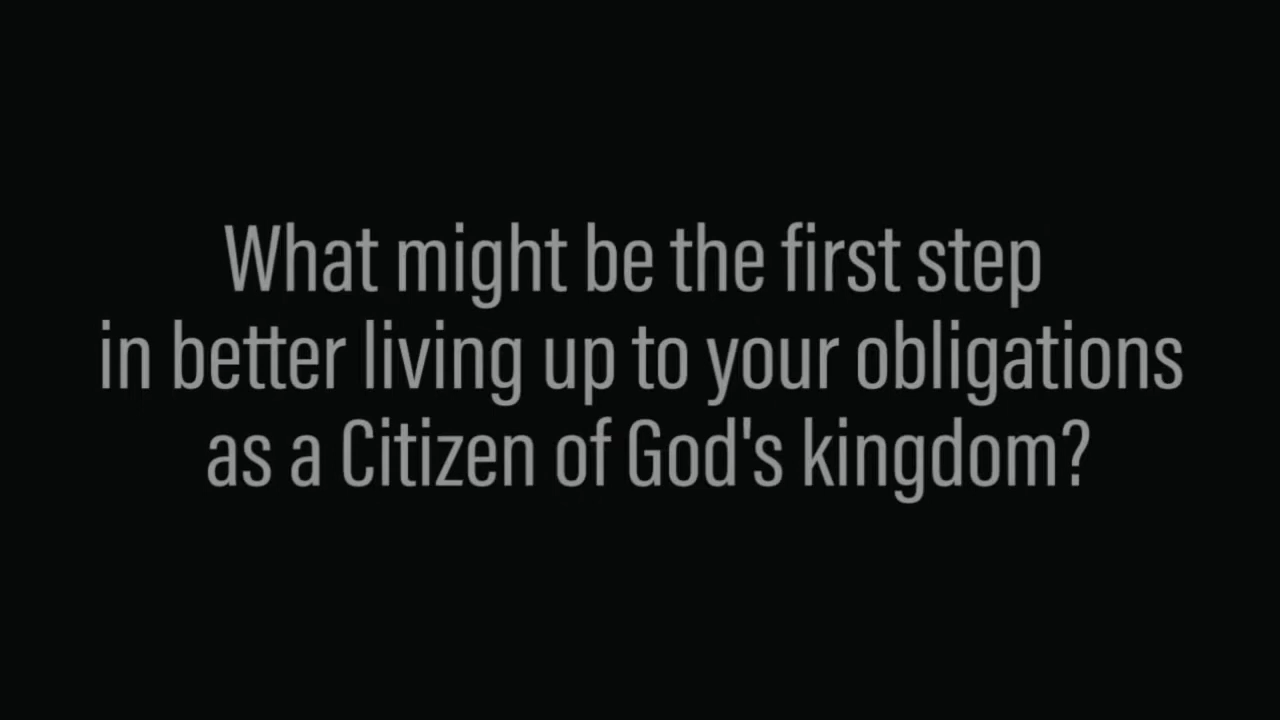 What might be the first step
in better living up to your obligations
as a Citizen of God's kingdom?